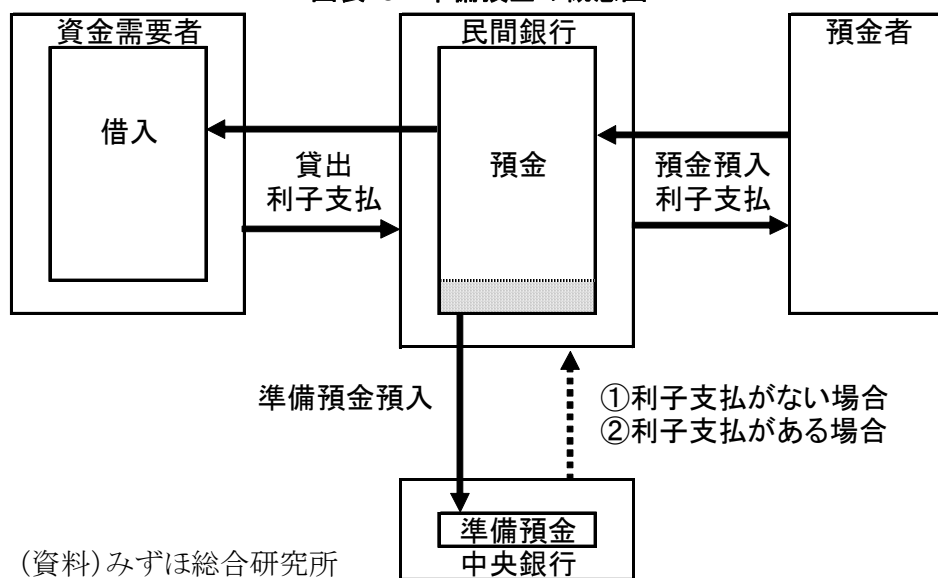 資金需要者
民間銀行
預金者
借入
預金
貸出
利子支払
預金預入
利子支払
準備預金預入
①利子支払がない場合
②利子支払がある場合
準備預金
中央銀行
(資料)みずほ総合研究所